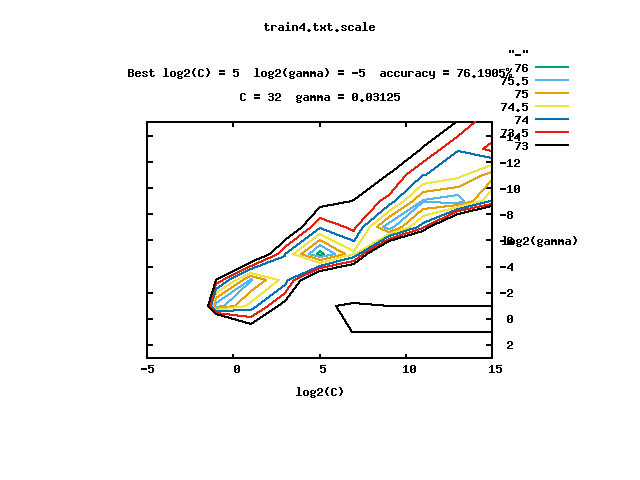 train4.txt.scale
"-"
Best log2(C) = 5 log2(gamma) = -5 accuracy = 76.1905%
76
75.5
75
C = 32 gamma = 0.03125
74.5
74
73.5
73
-14
-12
-10
-8
-6
log2(gamma)
-4
-2
0
2
-5 0 5 10 15
log2(C)